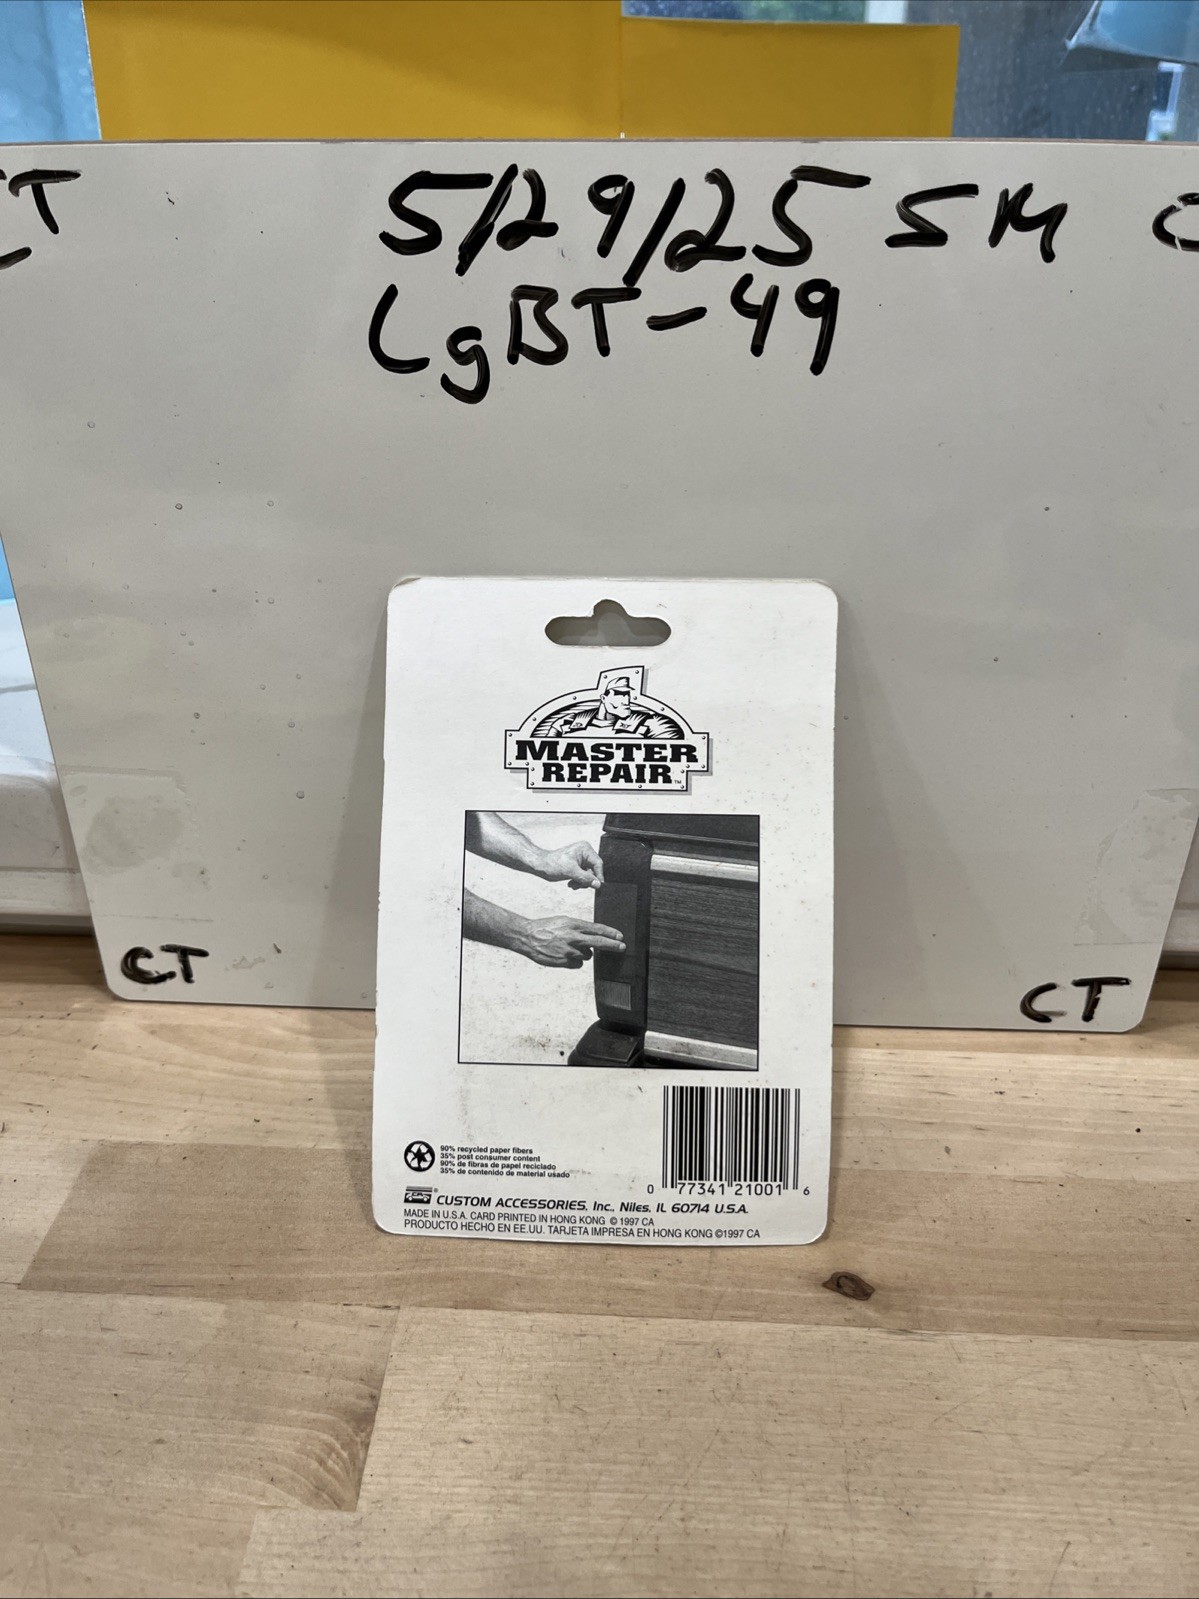 CT
5/29/25 SM
LgBT-49
MASTER
REPAIR™
90% recycled paper fibers
35% post consumer content
90% de fibras de papel reciclado
35% de contenido de material usado
0 77341 21001 6
CA® CUSTOM ACCESSORIES, Inc., Niles, IL 60714 U.S.A.
MADE IN U.S.A. CARD PRINTED IN HONG KONG © 1997 CA
PRODUCTO HECHO EN EE.UU. TARJETA IMPRESA EN HONG KONG ©1997 CA
CT
CT